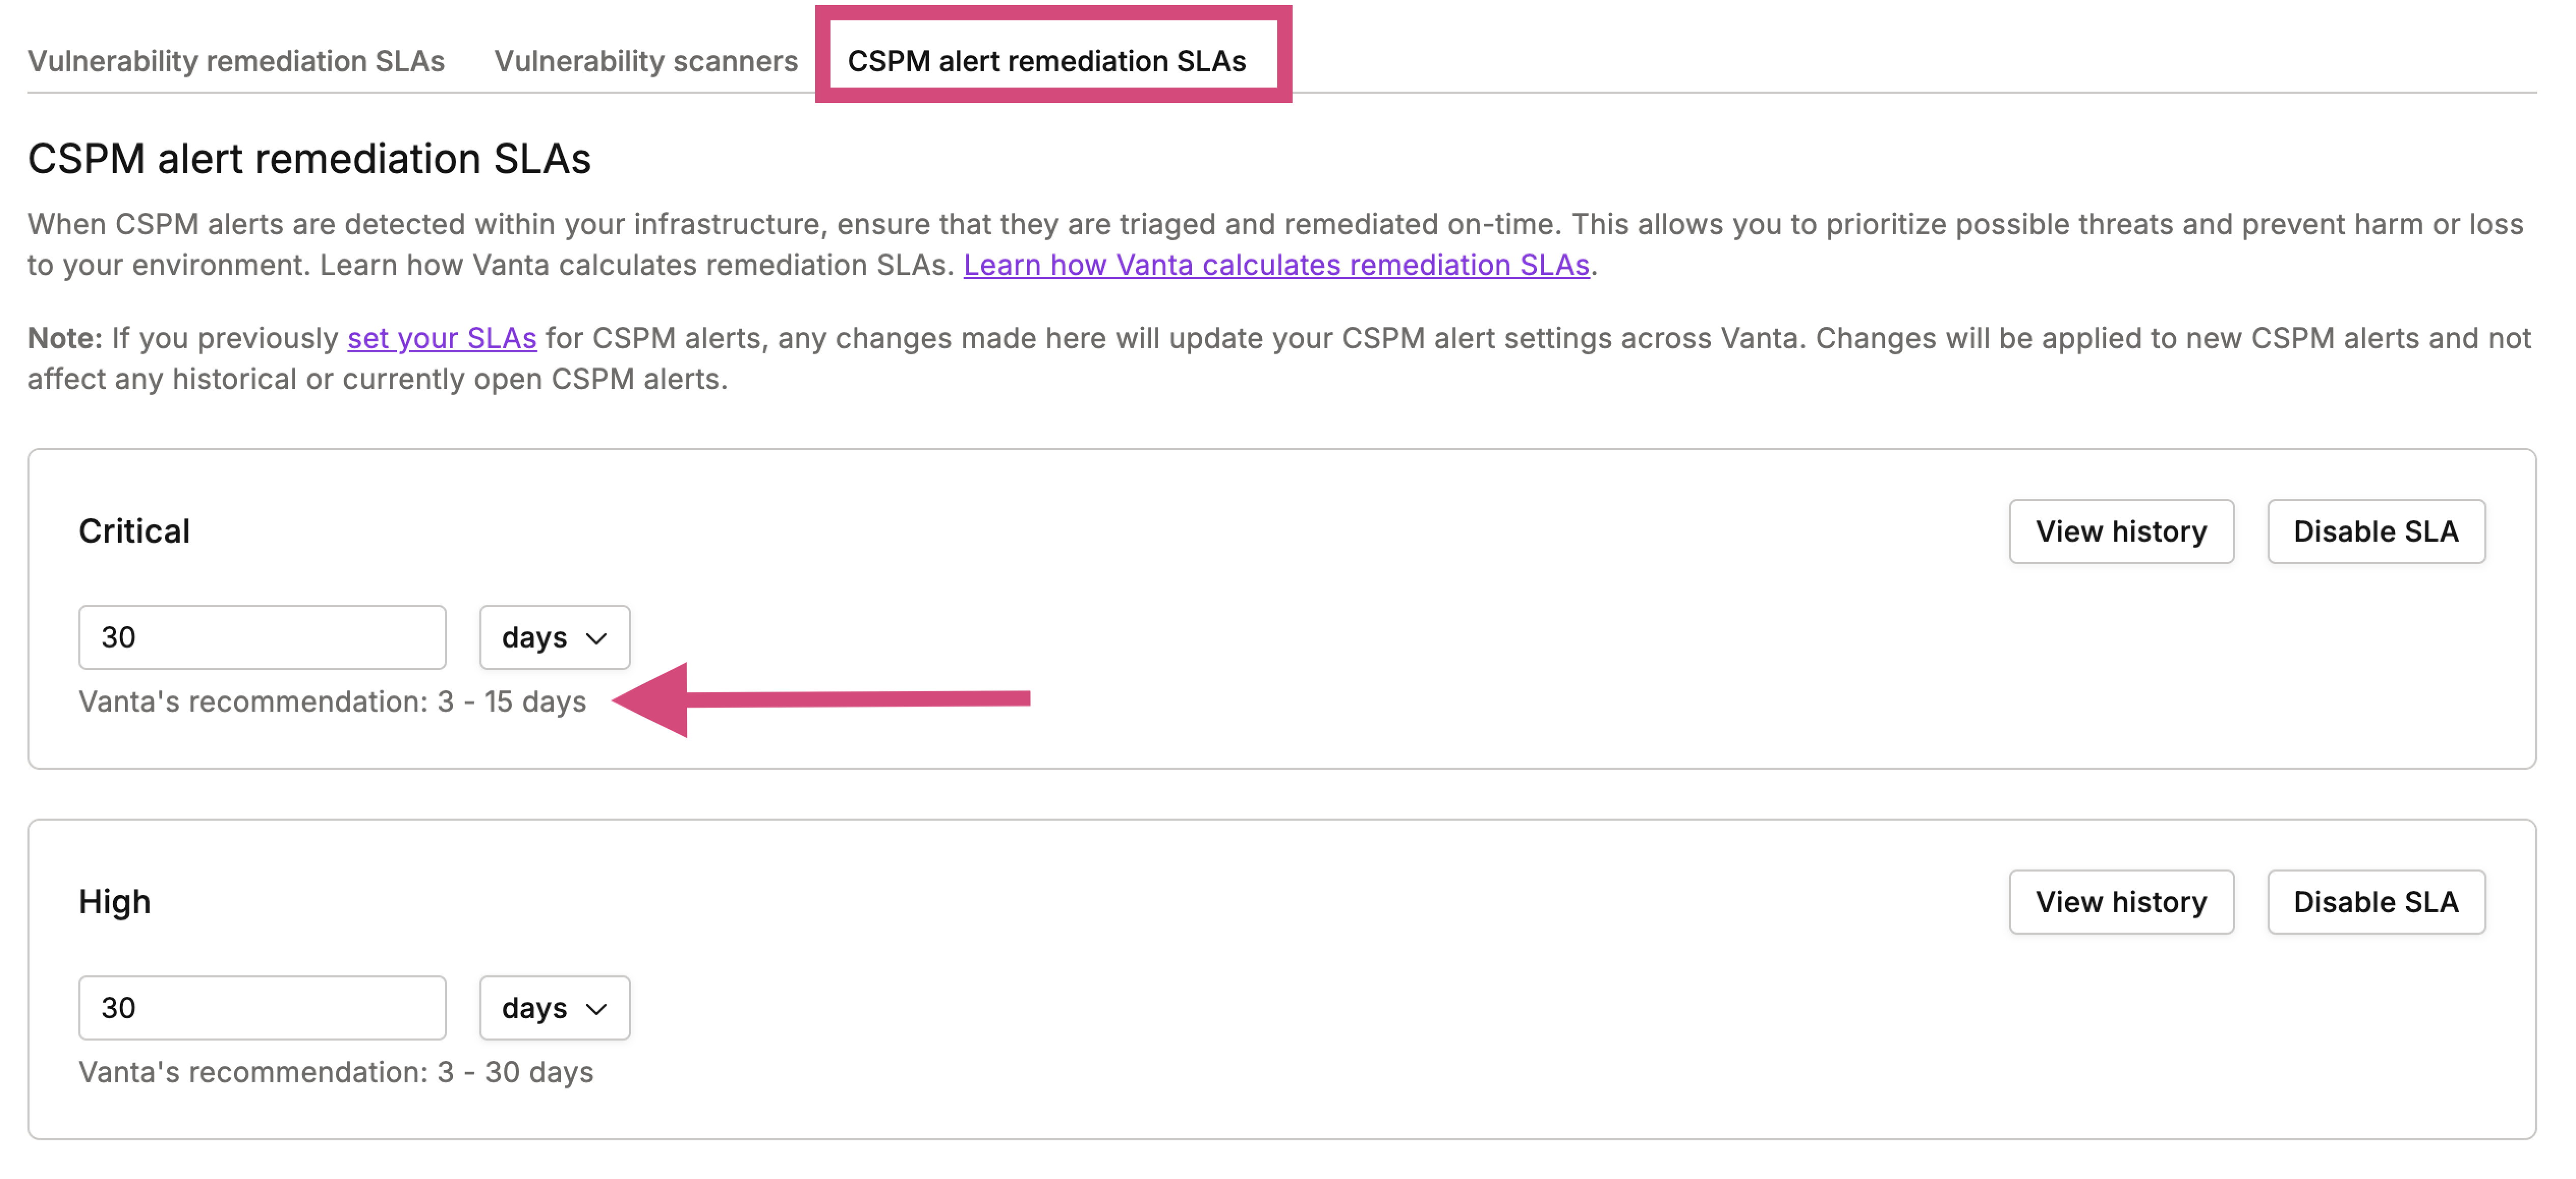 Vulnerability remediation SLAs Vulnerability scanners CSPM alert remediation SLAs
CSPM alert remediation SLAs
When CSPM alerts are detected within your infrastructure, ensure that they are triaged and remediated on-time. This allows you to prioritize possible threats and prevent harm or loss
to your environment. Learn how Vanta calculates remediation SLAs. Learn how Vanta calculates remediation SLAs.
Note: If you previously set your SLAs for CSPM alerts, any changes made here will update your CSPM alert settings across Vanta. Changes will be applied to new CSPM alerts and not
affect any historical or currently open CSPM alerts.
Critical View history Disable SLA
30 days
Vanta's recommendation: 3 - 15 days
High View history Disable SLA
30 days
Vanta's recommendation: 3 - 30 days